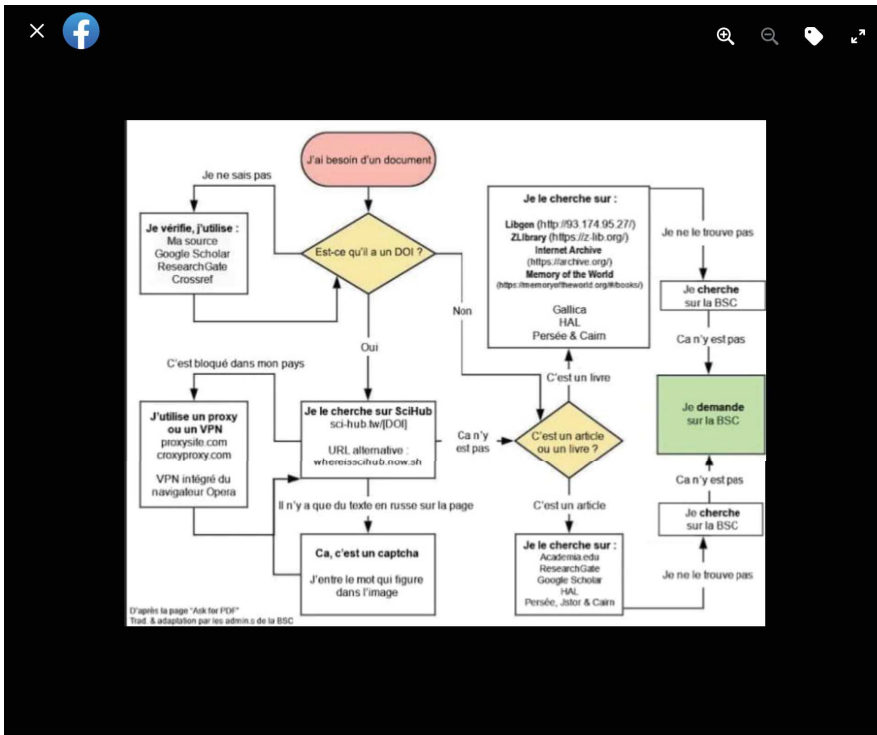 J'ai besoin d'un document
Je ne sais pas
Je vérifie, j'utilise :
Ma source
Google Scholar
ResearchGate
Crossref
Est-ce qu'il a un DOI ?
Non
Oui
C'est bloqué dans mon pays
J'utilise un proxy
ou un VPN
proxysite.com
croxyproxy.com
VPN intégré du
navigateur Opera
Je le cherche sur SciHub
sci-hub.tw/[DOI]
URL alternative :
whereisscihub.now.sh
Il n'y a que du texte en russe sur la page
Ca, c'est un captcha
J'entre le mot qui figure
dans l'image
Ca n'y
est pas
C'est un article
ou un livre ?
C'est un livre
Je le cherche sur :
Libgen (http://93.174.95.27/)
ZLibrary (https://z-lib.org/)
Internet Archive
(https://archive.org/)
Memory of the World
(https://memoryoftheworld.org/#/books/)
Gallica
HAL
Persée & Cairn
Je ne le trouve pas
Je cherche
sur la BSC
Ca n'y est pas
Je demande
sur la BSC
C'est un article
Je le cherche sur :
Academia.edu
ResearchGate
Google Scholar
HAL
Persée, Jstor & Cairn
Je ne le trouve pas
Je cherche
sur la BSC
Ca n'y est pas
D'après la page "Ask for PDF"
Trad. & adaptation par les admin.s de la BSC